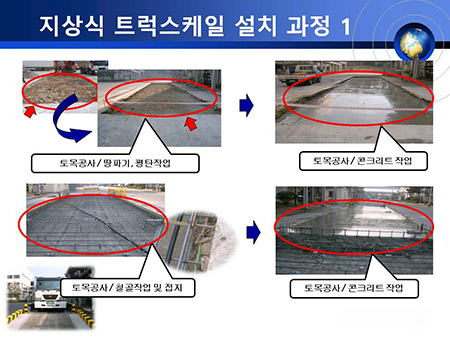 지상식 트럭스케일 설치 과정 1
토목공사 / 땅파기, 평탄작업
토목공사 / 콘크리트 작업
토목공사 / 철골작업 및 접지
토목공사 / 콘크리트 작업